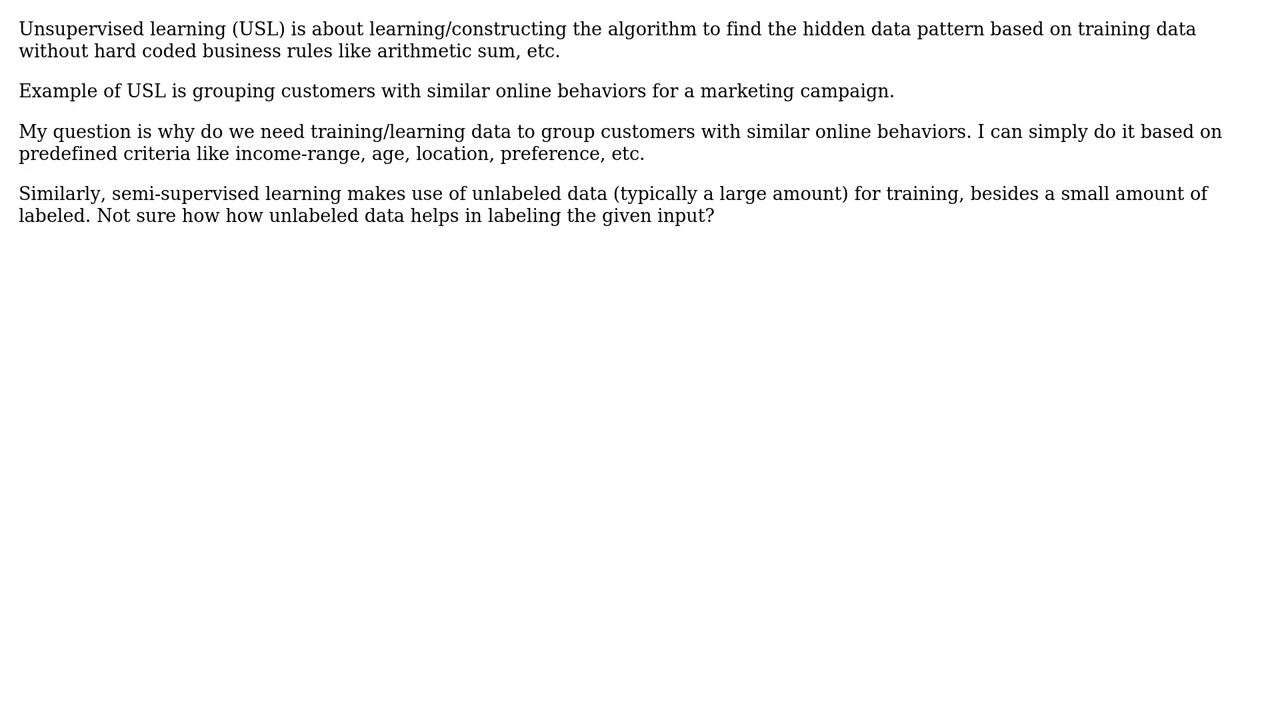 Unsupervised learning (USL) is about learning/constructing the algorithm to find the hidden data pattern based on training data
without hard coded business rules like arithmetic sum, etc.
Example of USL is grouping customers with similar online behaviors for a marketing campaign.
My question is why do we need training/learning data to group customers with similar online behaviors. I can simply do it based on
predefined criteria like income-range, age, location, preference, etc.
Similarly, semi-supervised learning makes use of unlabeled data (typically a large amount) for training, besides a small amount of
labeled. Not sure how how unlabeled data helps in labeling the given input?